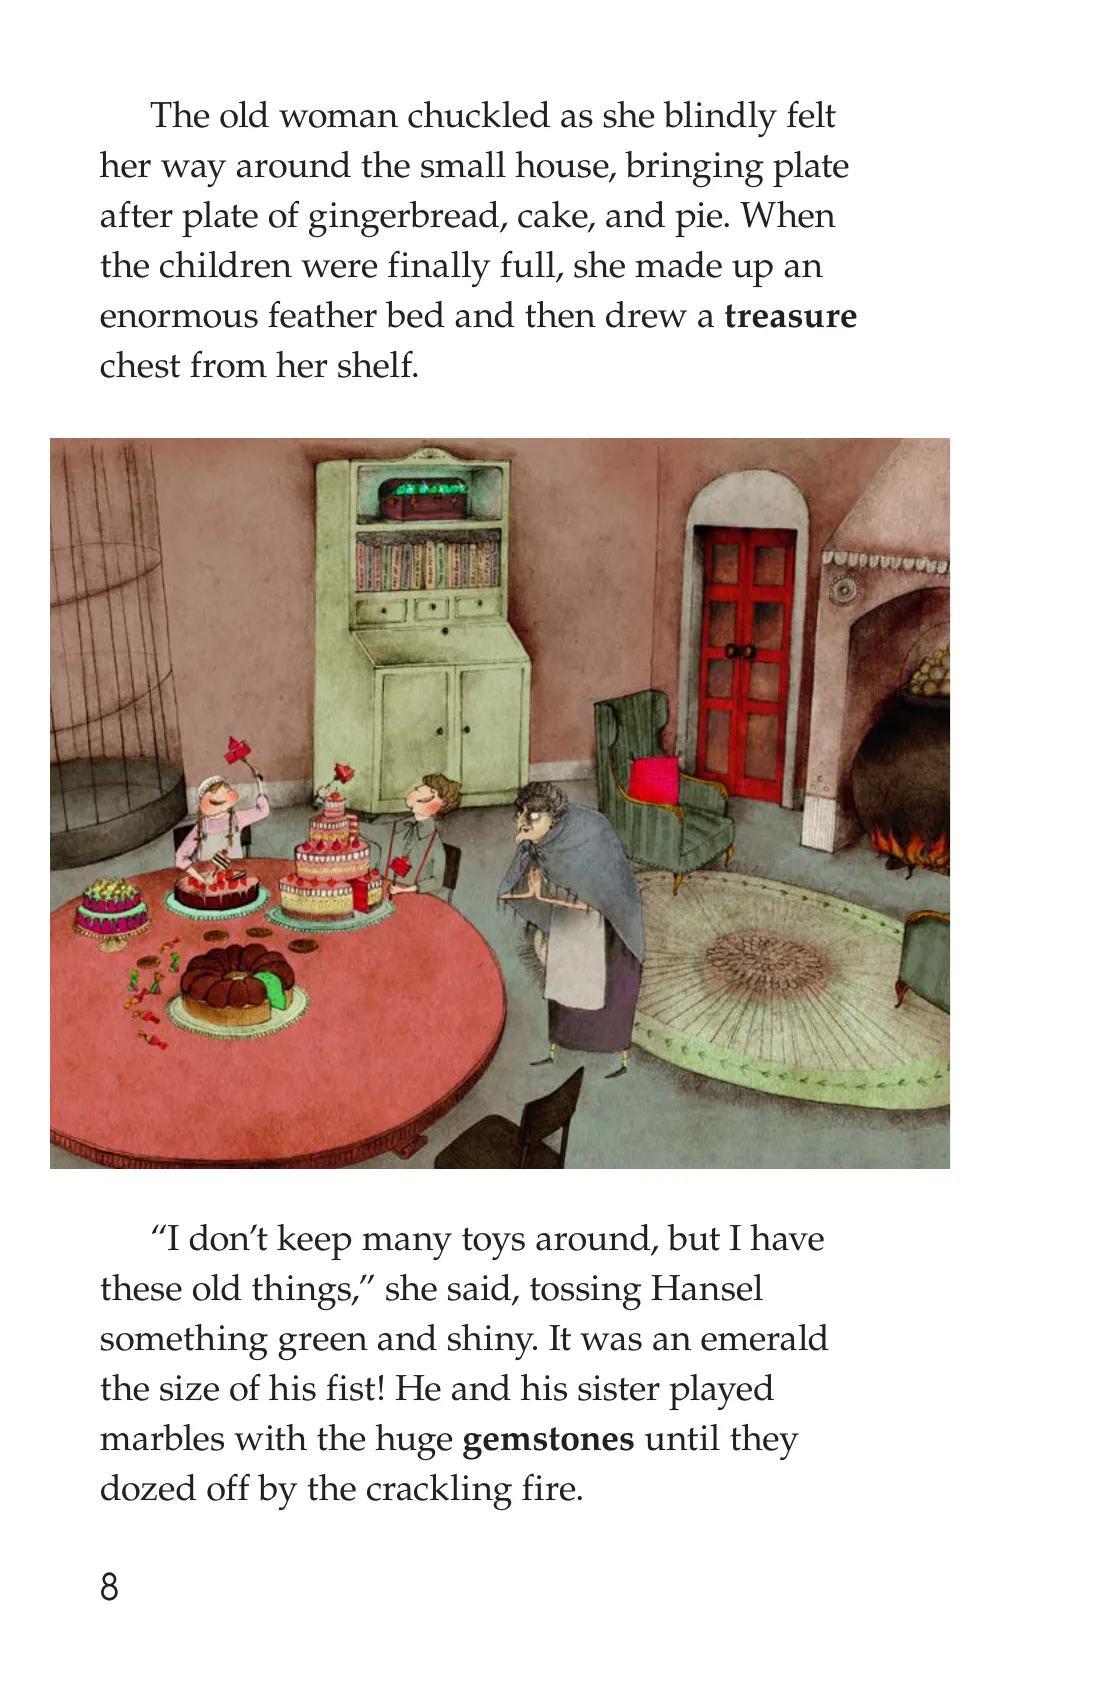 The old woman chuckled as she blindly felt
her way around the small house, bringing plate
after plate of gingerbread, cake, and pie. When
the children were finally full, she made up an
enormous feather bed and then drew a treasure
chest from her shelf.
“I don’t keep many toys around, but I have
these old things,” she said, tossing Hansel
something green and shiny. It was an emerald
the size of his fist! He and his sister played
marbles with the huge gemstones until they
dozed off by the crackling fire.
8